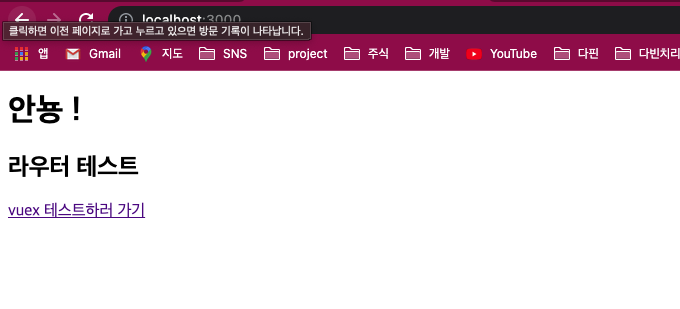 localhost:3000
클릭하면 이전 페이지로 가고 누르고 있으면 방문 기록이 나타납니다.
앱 Gmail 지도 SNS project 주식 개발 YouTube 다핀 다빈치리
안뇽 !
라우터 테스트
vuex 테스트하러 가기